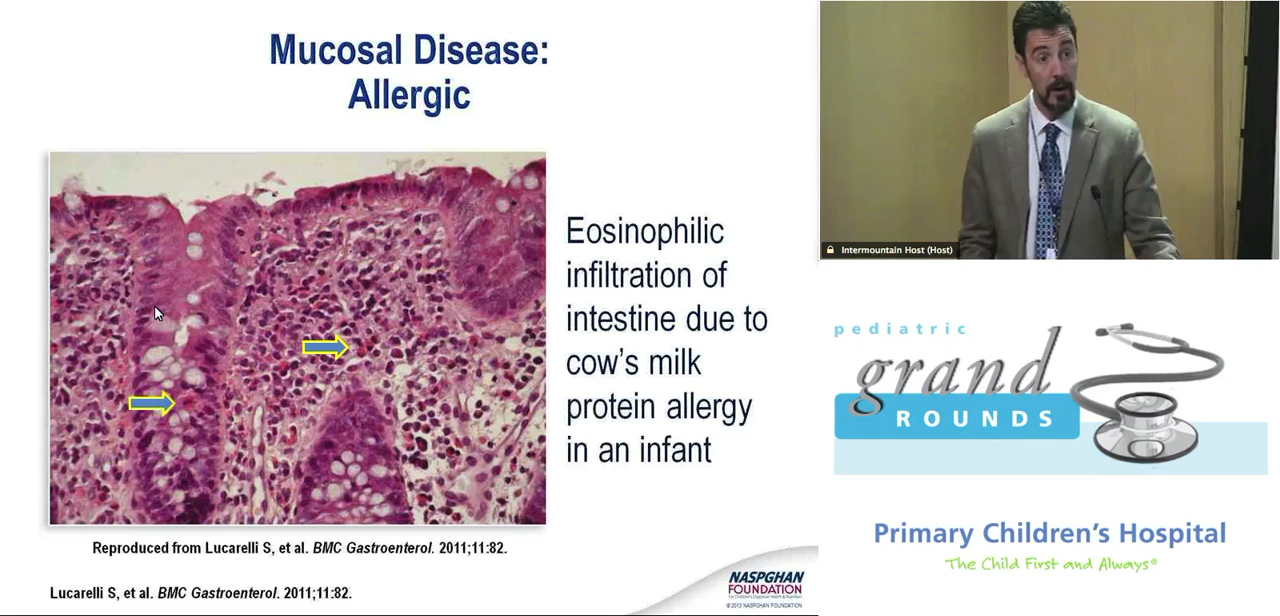 Mucosal Disease:
Allergic
Eosinophilic
infiltration of
intestine due to
cow's milk
protein allergy
in an infant
Reproduced from Lucarelli S, et al. BMC Gastroenterol. 2011;11:82.
Lucarelli S, et al. BMC Gastroenterol. 2011;11:82.
NASPGHAN
FOUNDATION
For Children's Digestive Health & Nutrition
© 2013 NASPGHAN FOUNDATION
Intermountain Host (Host)
pediatric
grand
ROUNDS
Primary Children's Hospital
The Child First and Always®